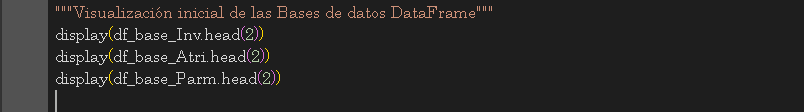 """Visualización inicial de las Bases de datos DataFrame"""
display(df_base_Inv.head(2))
display(df_base_Atri.head(2))
display(df_base_Parm.head(2))